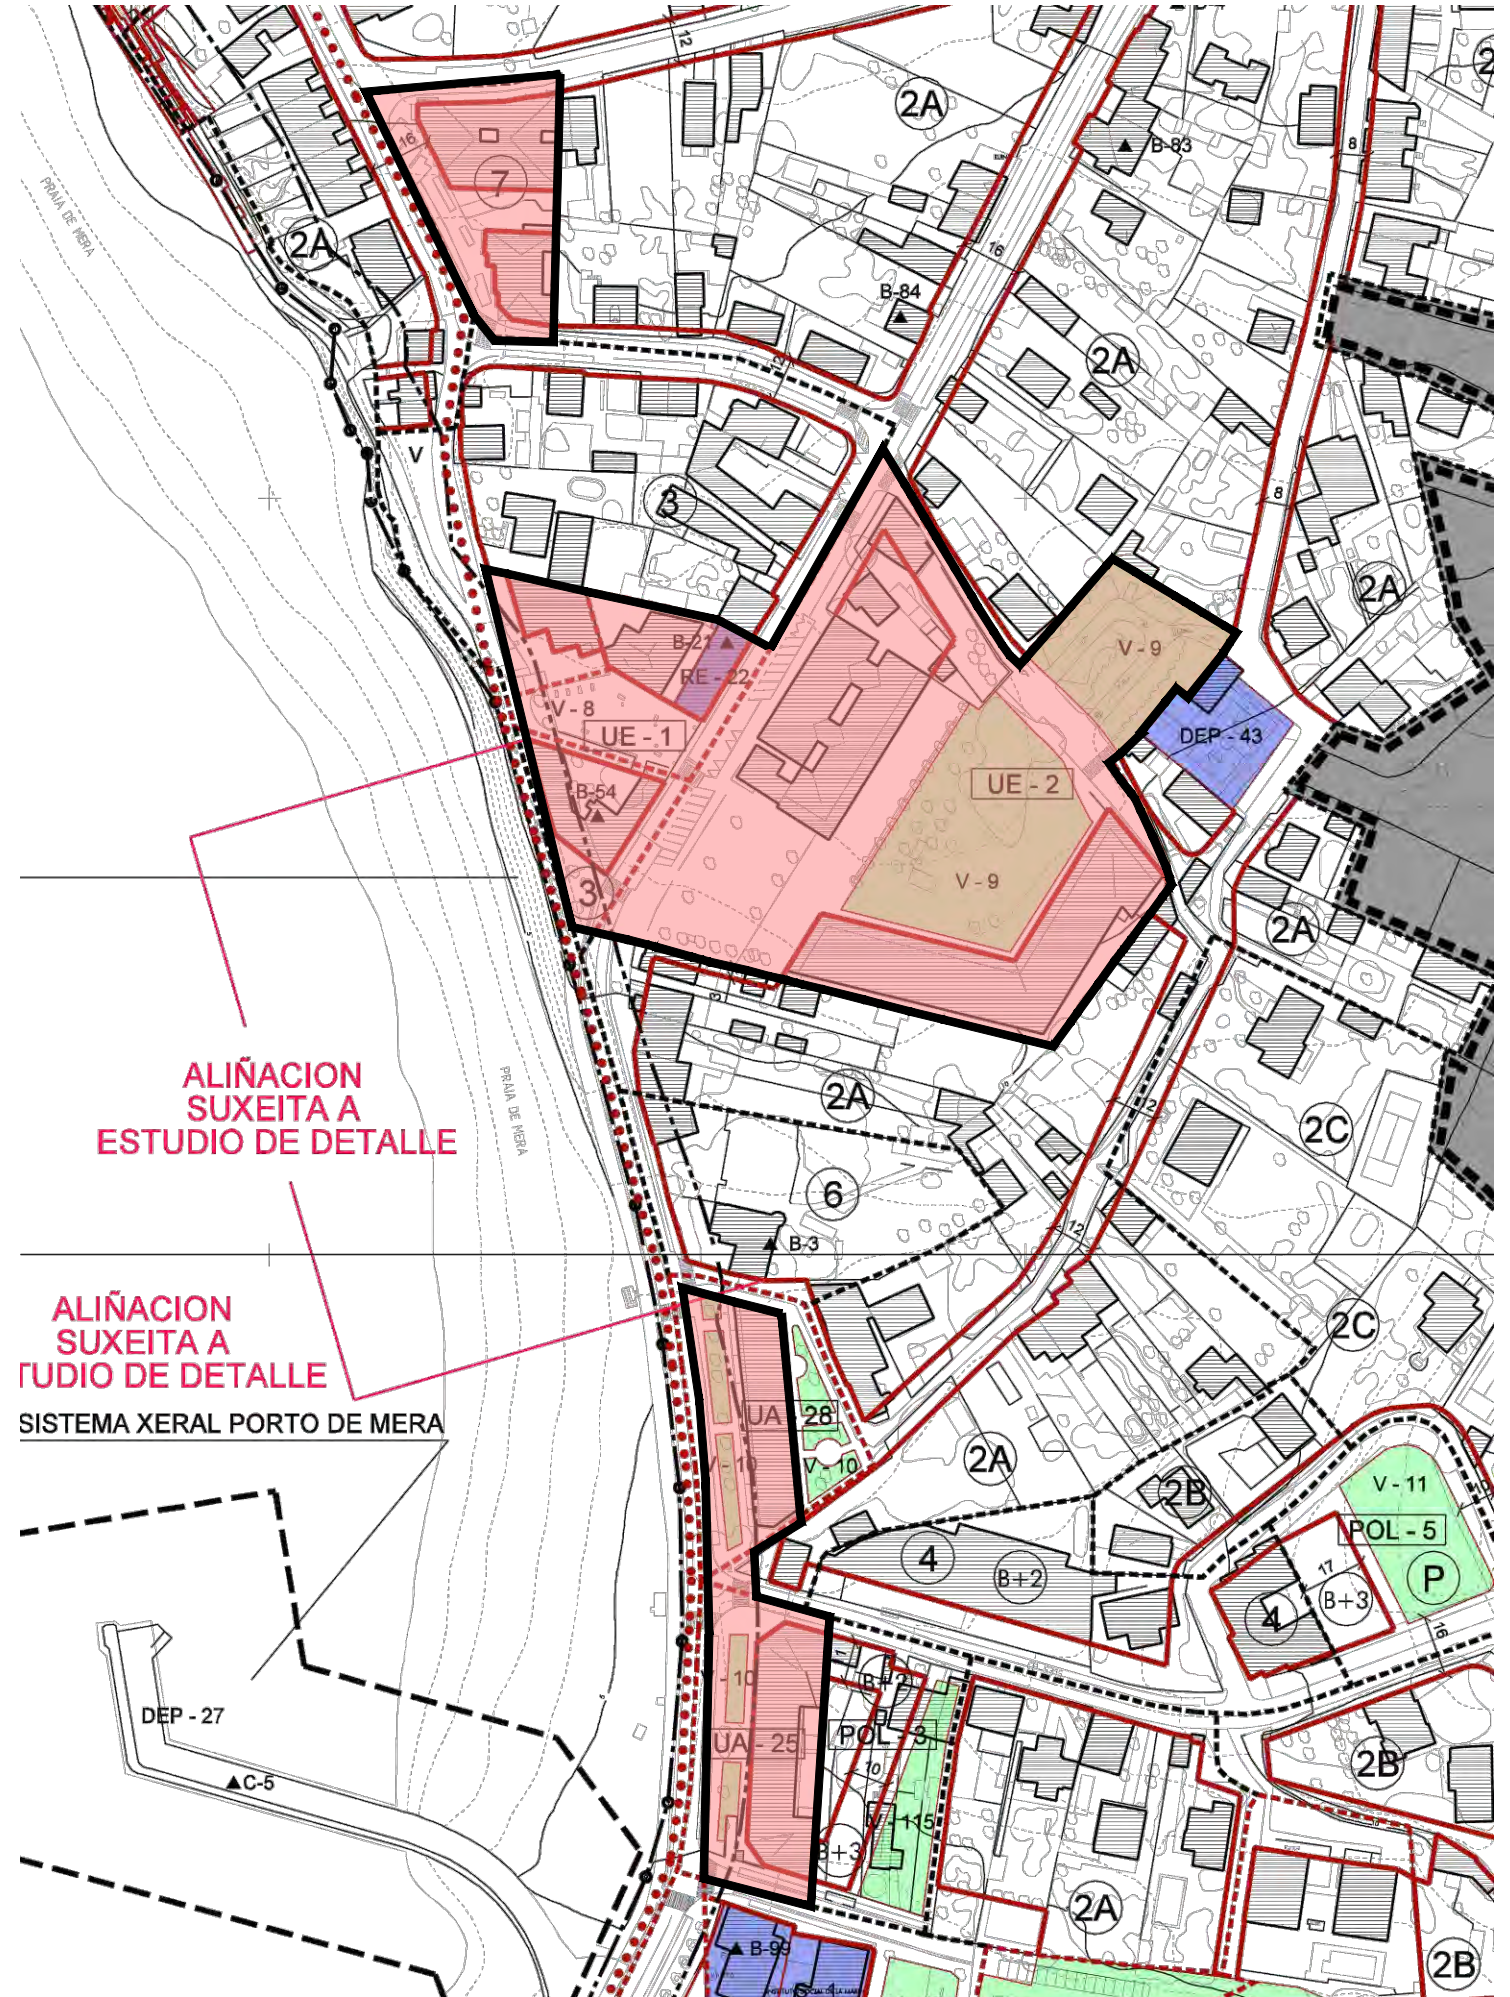 12
2A
B-83
8
2
16
7
PRAIA DE MERA
2A
16
B-84
12
2A
V
3
8
2A
B-21
RE - 22
V - 9
V - 8
UE - 1
DEP - 43
UE - 2
B-54
V - 9
3
2A
3
ALIÑACION
SUXEITA A
ESTUDIO DE DETALLE
PRAIA DE MERA
2A
12
2C
6
12
B-3
ALIÑACION
SUXEITA A
TUDIO DE DETALLE
2C
SISTEMA XERAL PORTO DE MERA
UA - 28
V - 10
V - 10
2A
2B
V - 11
POL - 5
4
B+2
17
B+3
P
4
16
V - 10
B+2
DEP - 27
UA - 25
POL - 3
10
2B
C-5
V - 115
B+3
2A
B-99
2B